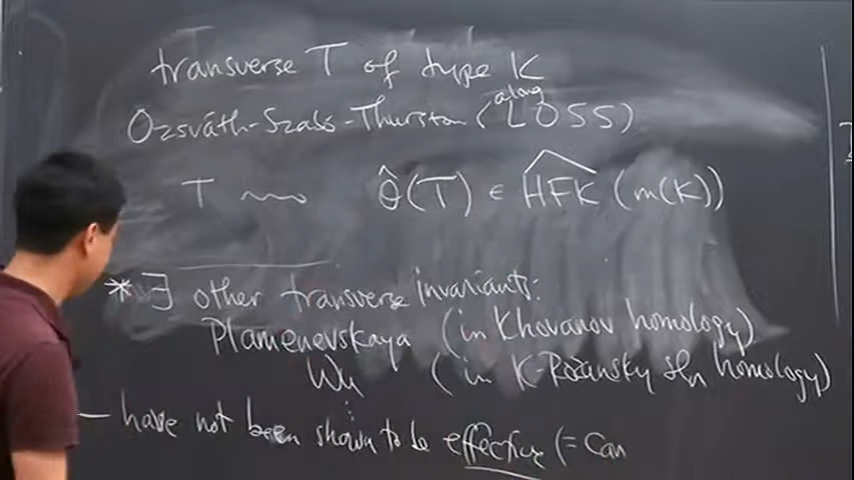 transverse T of type K
Ozsváth-Szabó-Thurston (along LOSS)
T ⇝ θ̂(T) ∈ HFK^ (m(K))
* ∃ other transverse invariants:
Plamenevskaya (in Khovanov homology)
Wu (in K-Rozansky sln homology)
⋮
— have not been shown to be effective (= can